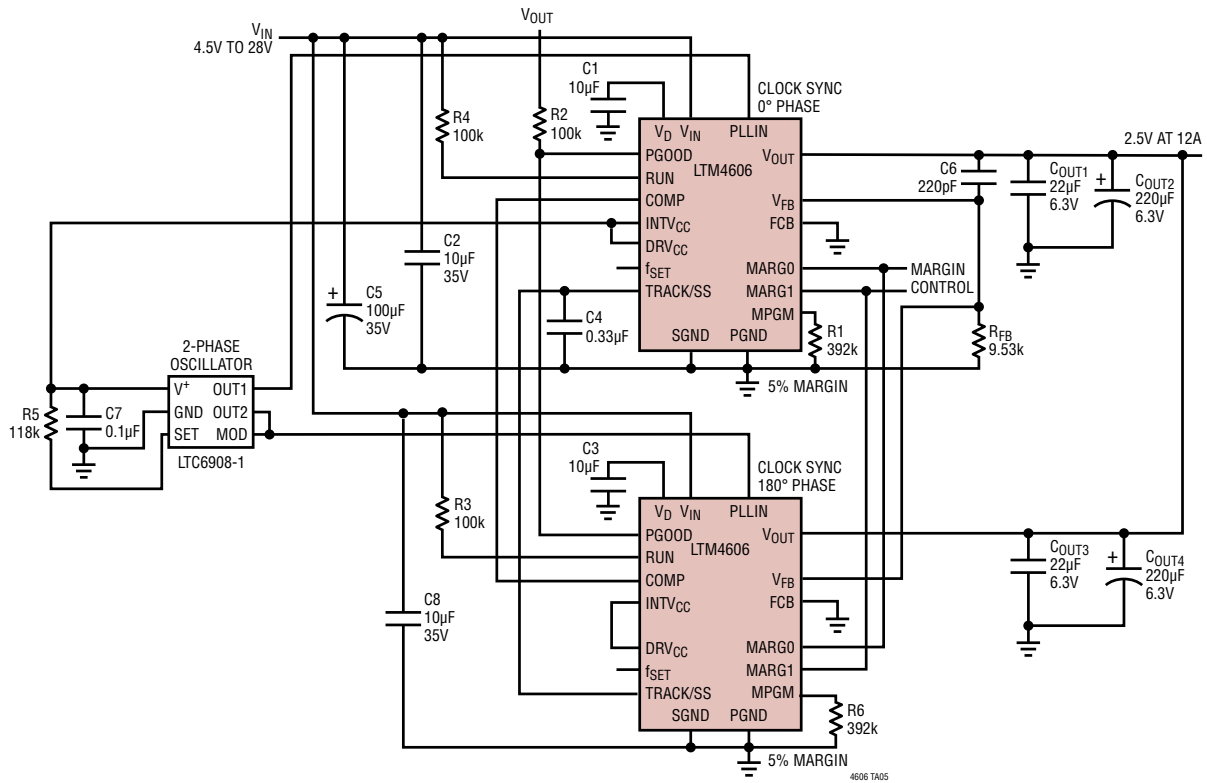 VIN
4.5V TO 28V
VOUT
C1
10µF
CLOCK SYNC
0° PHASE
R4
100k
R2
100k
VD VIN PLLIN
PGOOD
LTM4606
VOUT
RUN
COMP
VFB
INTVCC
FCB
DRVCC
fSET
MARG0
TRACK/SS
MARG1
MPGM
SGND PGND
2.5V AT 12A
C6
220pF
COUT1
22µF
6.3V
+
COUT2
220µF
6.3V
MARGIN
CONTROL
C2
10µF
35V
+
C5
100µF
35V
C4
0.33µF
R1
392k
RFB
9.53k
5% MARGIN
2-PHASE
OSCILLATOR
V+ OUT1
GND OUT2
SET MOD
LTC6908-1
R5
118k
C7
0.1µF
C3
10µF
CLOCK SYNC
180° PHASE
R3
100k
VD VIN PLLIN
PGOOD
LTM4606
VOUT
RUN
COMP
VFB
INTVCC
FCB
DRVCC
MARG0
fSET
MARG1
TRACK/SS
MPGM
SGND PGND
C8
10µF
35V
COUT3
22µF
6.3V
+
COUT4
220µF
6.3V
R6
392k
5% MARGIN
4606 TA05